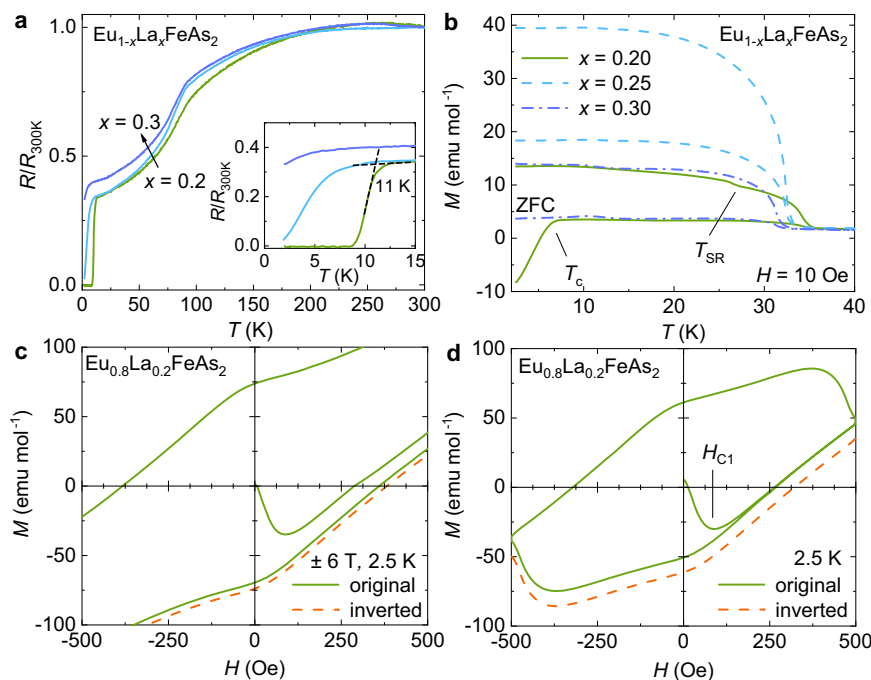 a
Eu1-xLaxFeAs2
R/R300K
1.0
0.5
0.0
x = 0.3
x = 0.2
R/R300K
0.4
0.2
0.0
11 K
0 5 10 15
T (K)
0 50 100 150 200 250 300
T (K)
b
Eu1-xLaxFeAs2
M (emu mol-1)
40
30
20
10
0
-10
x = 0.20
x = 0.25
x = 0.30
ZFC
Tc
TSR
H = 10 Oe
10 20 30 40
T (K)
c
Eu0.8La0.2FeAs2
M (emu mol-1)
100
50
0
-50
-100
± 6 T, 2.5 K
original
inverted
-500 -250 0 250 500
H (Oe)
d
Eu0.8La0.2FeAs2
M (emu mol-1)
100
50
0
-50
-100
HC1
2.5 K
original
inverted
-500 -250 0 250 500
H (Oe)